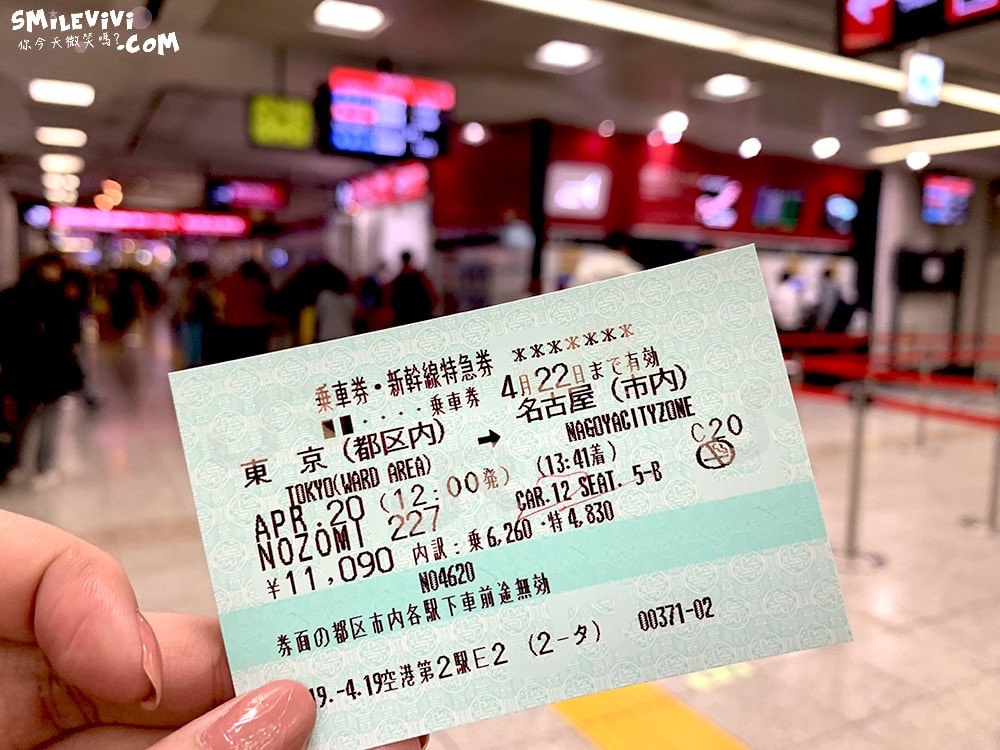 SMiLEViVi
你今天微笑嗎?.COM
乗車券・新幹線特急券
*******
■■・・・・乗車券 4月22日まで有効
東 京(都区内) ➡ 名古屋(市内)
TOKYO(WARD AREA) NAGOYACITYZONE
C20
APR.20 (12:00発) (13:41着)
NOZOMI 227 CAR.12 SEAT. 5-B
¥11,090 内訳:乗6,260・特4,830
N04620
券面の都区市内各駅下車前途無効
19.-4.19空港第2駅E2 (2-タ) 00371-02